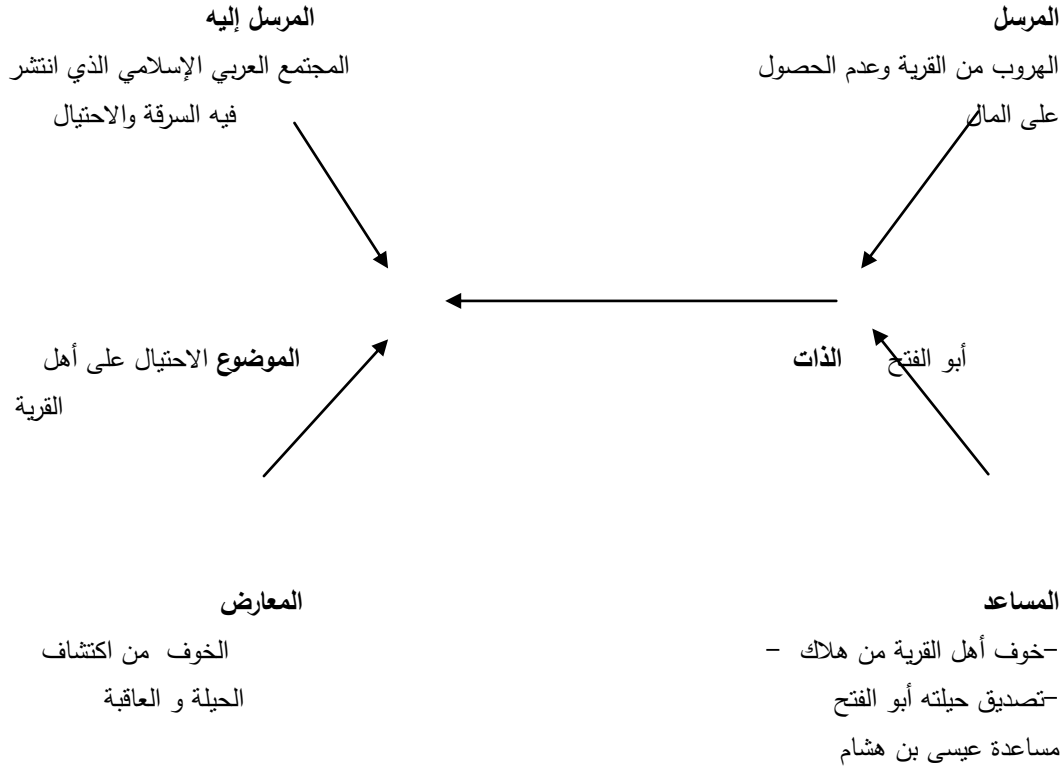 المرسل
الهروب من القرية وعدم الحصول
على المال
المرسل إليه
المجتمع العربي الإسلامي الذي انتشر
فيه السرقة والاحتيال
أبو الفتح الذات
الموضوع الاحتيال على أهل
القرية
المساعد
-خوف أهل القرية من هلاك -
-تصديق حيلته أبو الفتح
مساعدة عيسى بن هشام
المعارض
الخوف من اكتشاف
الحيلة و العاقبة